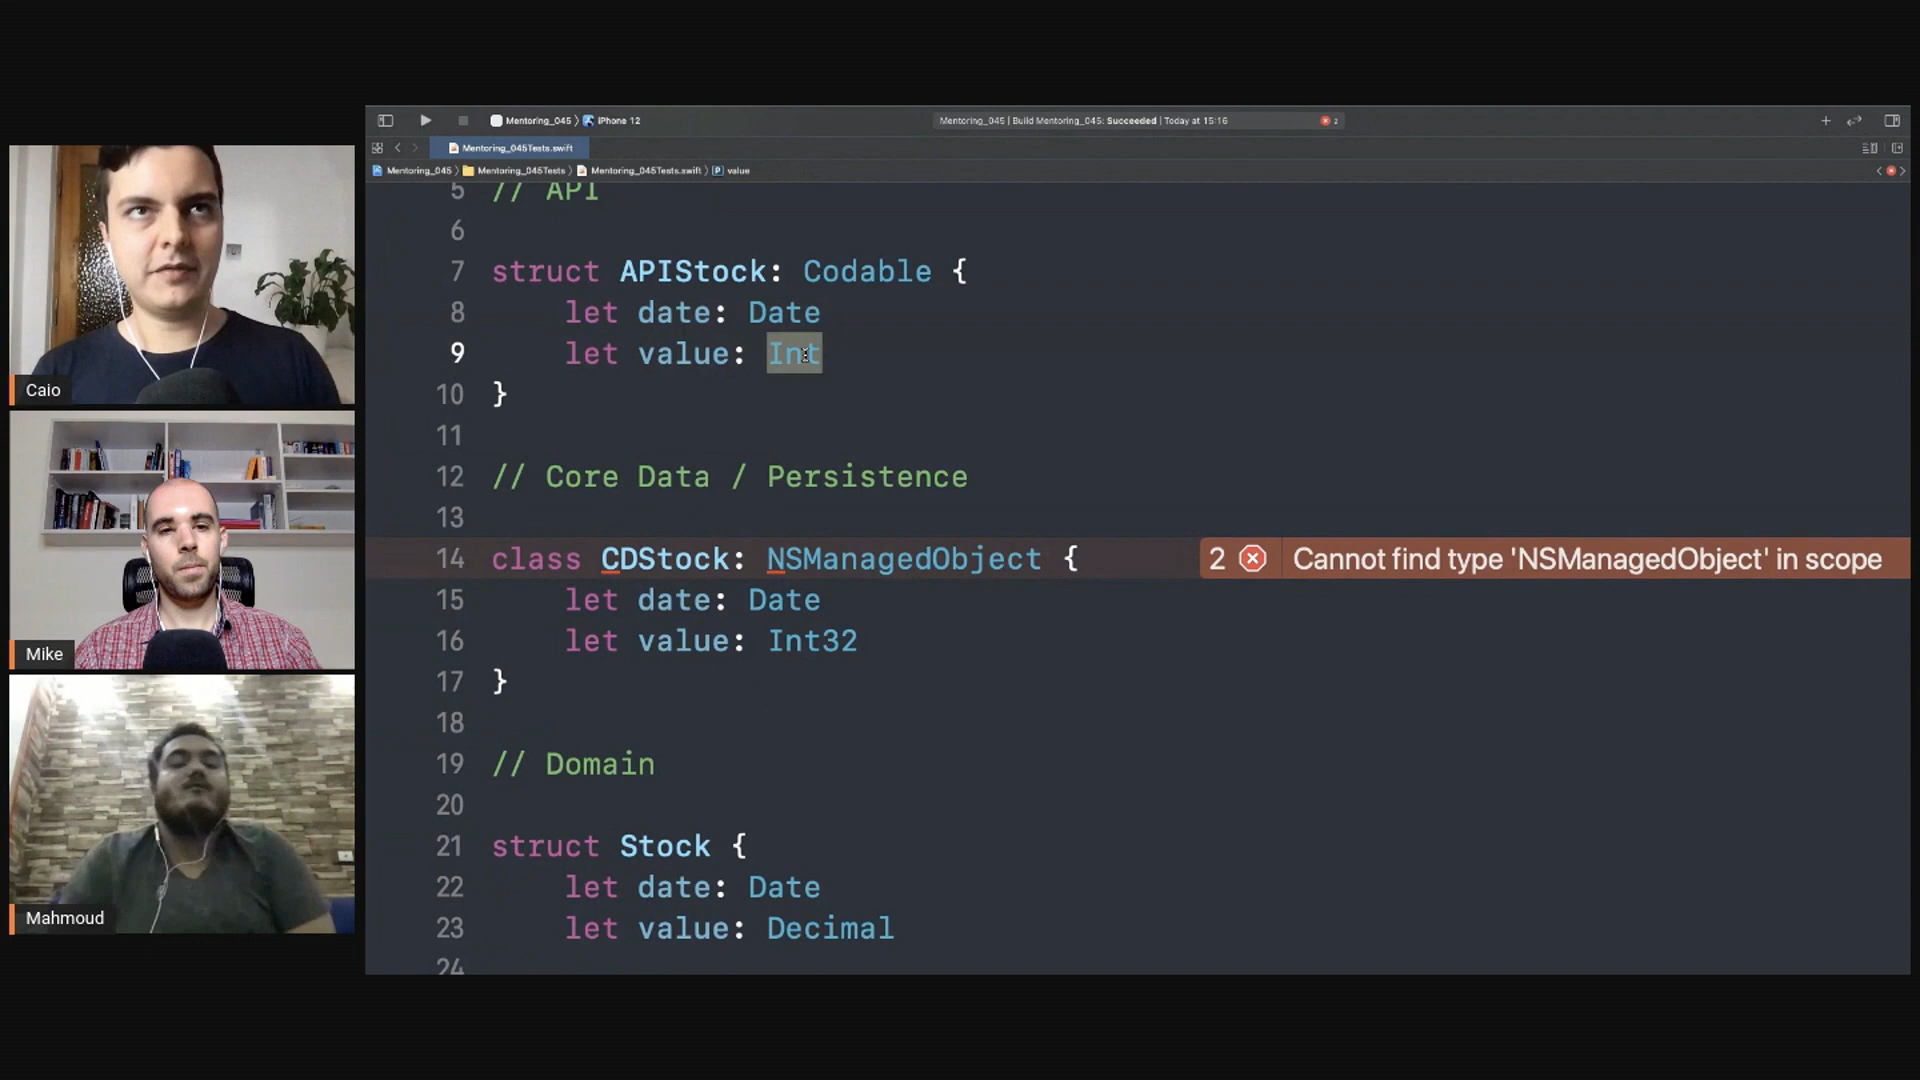 Caio
Mike
Mahmoud
Mentoring_045 〉 iPhone 12
Mentoring_045 | Build Mentoring_045: Succeeded | Today at 15:16
2
Mentoring_045Tests.swift
Mentoring_045 〉 Mentoring_045Tests 〉 Mentoring_045Tests.swift 〉 P value
5 // API
6
7 struct APIStock: Codable {
8 let date: Date
9 let value: Int
10 }
11
12 // Core Data / Persistence
13
14 class CDStock: NSManagedObject { 2 Cannot find type 'NSManagedObject' in scope
15 let date: Date
16 let value: Int32
17 }
18
19 // Domain
20
21 struct Stock {
22 let date: Date
23 let value: Decimal
24